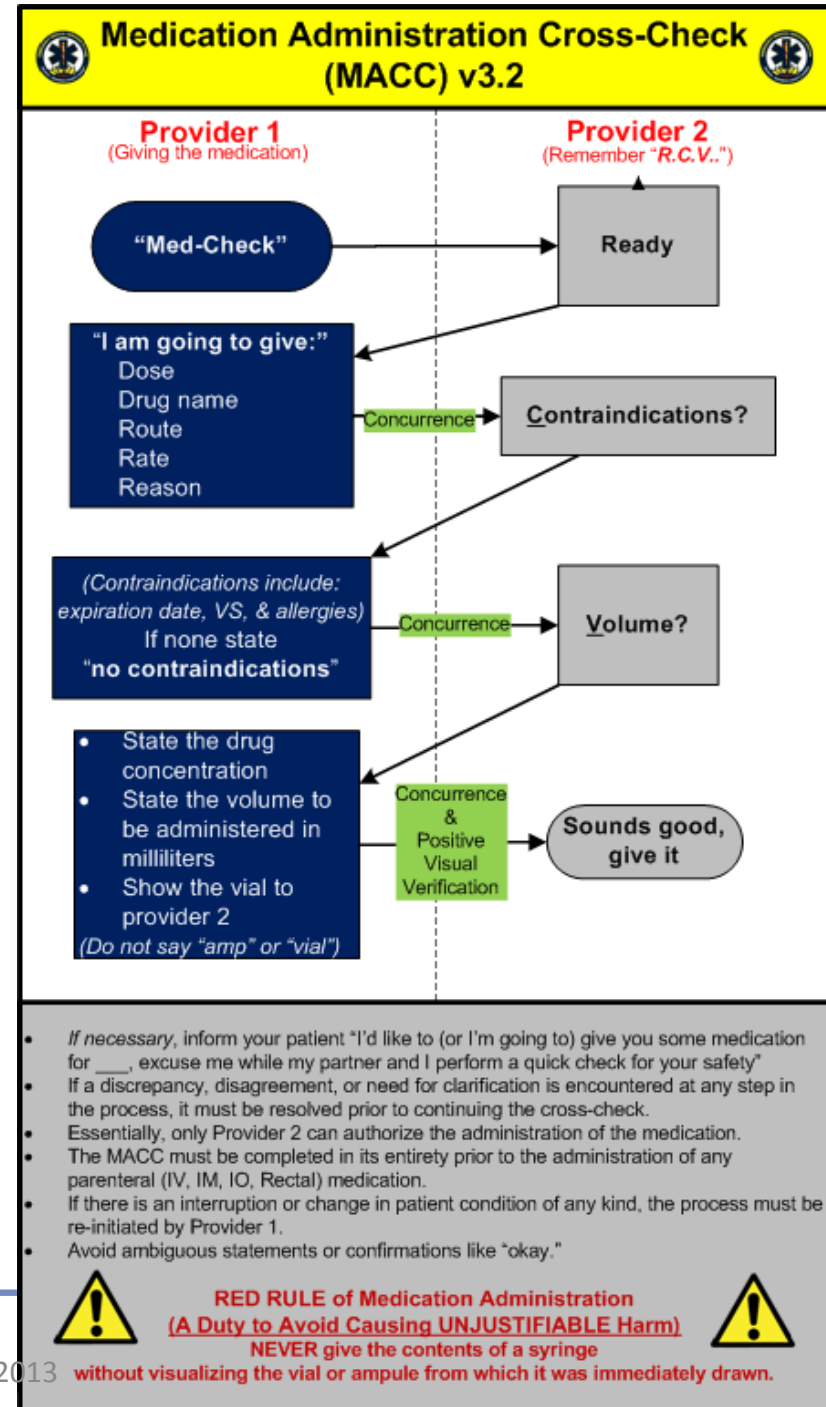 Medication Administration Cross-Check
(MACC) v3.2
Provider 1
(Giving the medication)
Provider 2
(Remember “R.C.V..”)
“Med-Check”
Ready
“I am going to give:”
Dose
Drug name
Route
Rate
Reason
Concurrence
Contraindications?
(Contraindications include:
expiration date, VS, & allergies)
If none state
“no contraindications”
Concurrence
Volume?
• State the drug
concentration
• State the volume to
be administered in
milliliters
• Show the vial to
provider 2
(Do not say “amp” or “vial”)
Concurrence
&
Positive
Visual
Verification
Sounds good,
give it
• If necessary, inform your patient “I’d like to (or I’m going to) give you some medication
for ___, excuse me while my partner and I perform a quick check for your safety”
• If a discrepancy, disagreement, or need for clarification is encountered at any step in
the process, it must be resolved prior to continuing the cross-check.
• Essentially, only Provider 2 can authorize the administration of the medication.
• The MACC must be completed in its entirety prior to the administration of any
parenteral (IV, IM, IO, Rectal) medication.
• If there is an interruption or change in patient condition of any kind, the process must be
re-initiated by Provider 1.
• Avoid ambiguous statements or confirmations like “okay.”
RED RULE of Medication Administration
(A Duty to Avoid Causing UNJUSTIFIABLE Harm)
NEVER give the contents of a syringe
without visualizing the vial or ampule from which it was immediately drawn.
2013